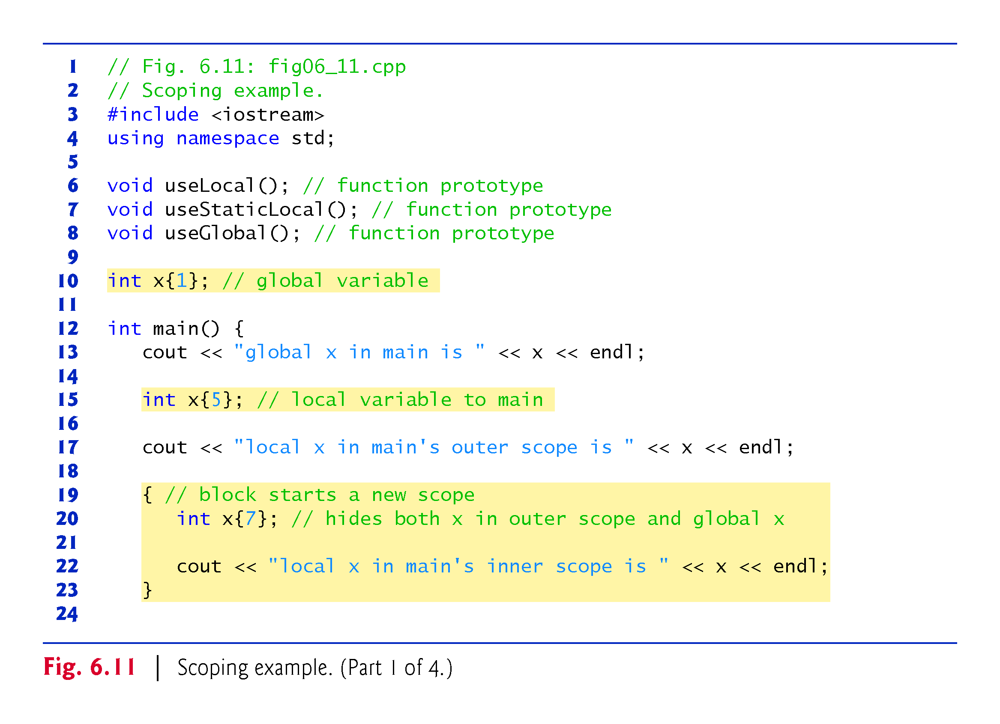 1 // Fig. 6.11: fig06_11.cpp
2 // Scoping example.
3 #include <iostream>
4 using namespace std;
5
6 void useLocal(); // function prototype
7 void useStaticLocal(); // function prototype
8 void useGlobal(); // function prototype
9
10 int x{1}; // global variable
11
12 int main() {
13    cout << "global x in main is " << x << endl;
14
15    int x{5}; // local variable to main
16
17    cout << "local x in main's outer scope is " << x << endl;
18
19    { // block starts a new scope
20       int x{7}; // hides both x in outer scope and global x
21
22       cout << "local x in main's inner scope is " << x << endl;
23    }
24
Fig. 6.11 | Scoping example. (Part 1 of 4.)